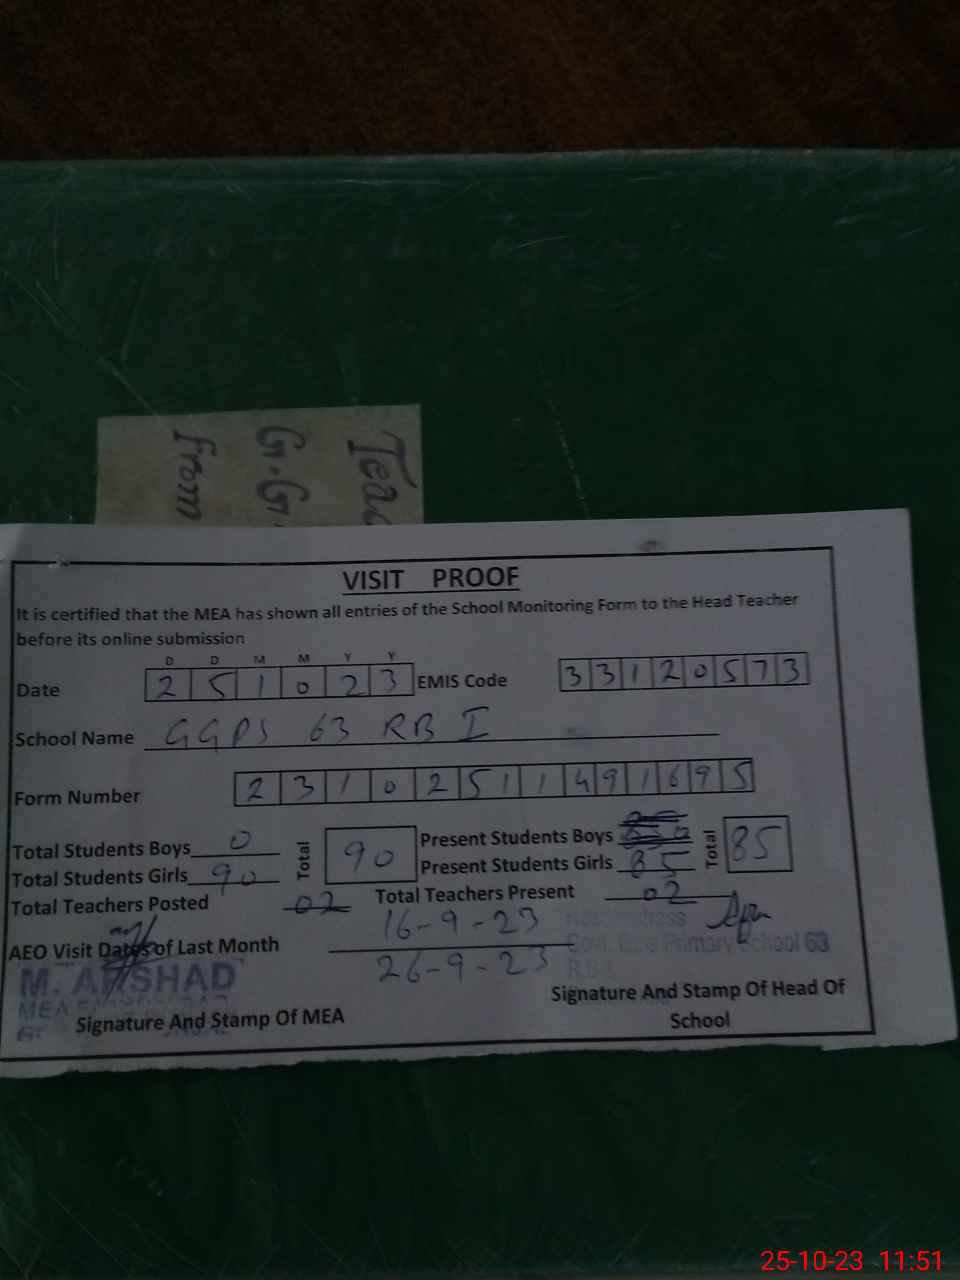 Teac
G.G.
From
VISIT PROOF
It is certified that the MEA has shown all entries of the School Monitoring Form to the Head Teacher
before its online submission
D D M M Y Y
Date 2 5 1 0 2 3 EMIS Code 3 3 1 2 0 5 7 3
School Name GGPS 63 RB I
Form Number 2 3 1 0 2 5 1 1 4 9 1 6 9 5
Total Students Boys 0 Total 90 Present Students Boys Total 85
Total Students Girls 90 Present Students Girls 85
Total Teachers Posted 02 Total Teachers Present 02
16-9-23
AEO Visit Dates of Last Month
26-9-23
Primary School 63
M. ARSHAD
MEA
Signature And Stamp Of MEA
Signature And Stamp Of Head Of
School
25-10-23 11:51